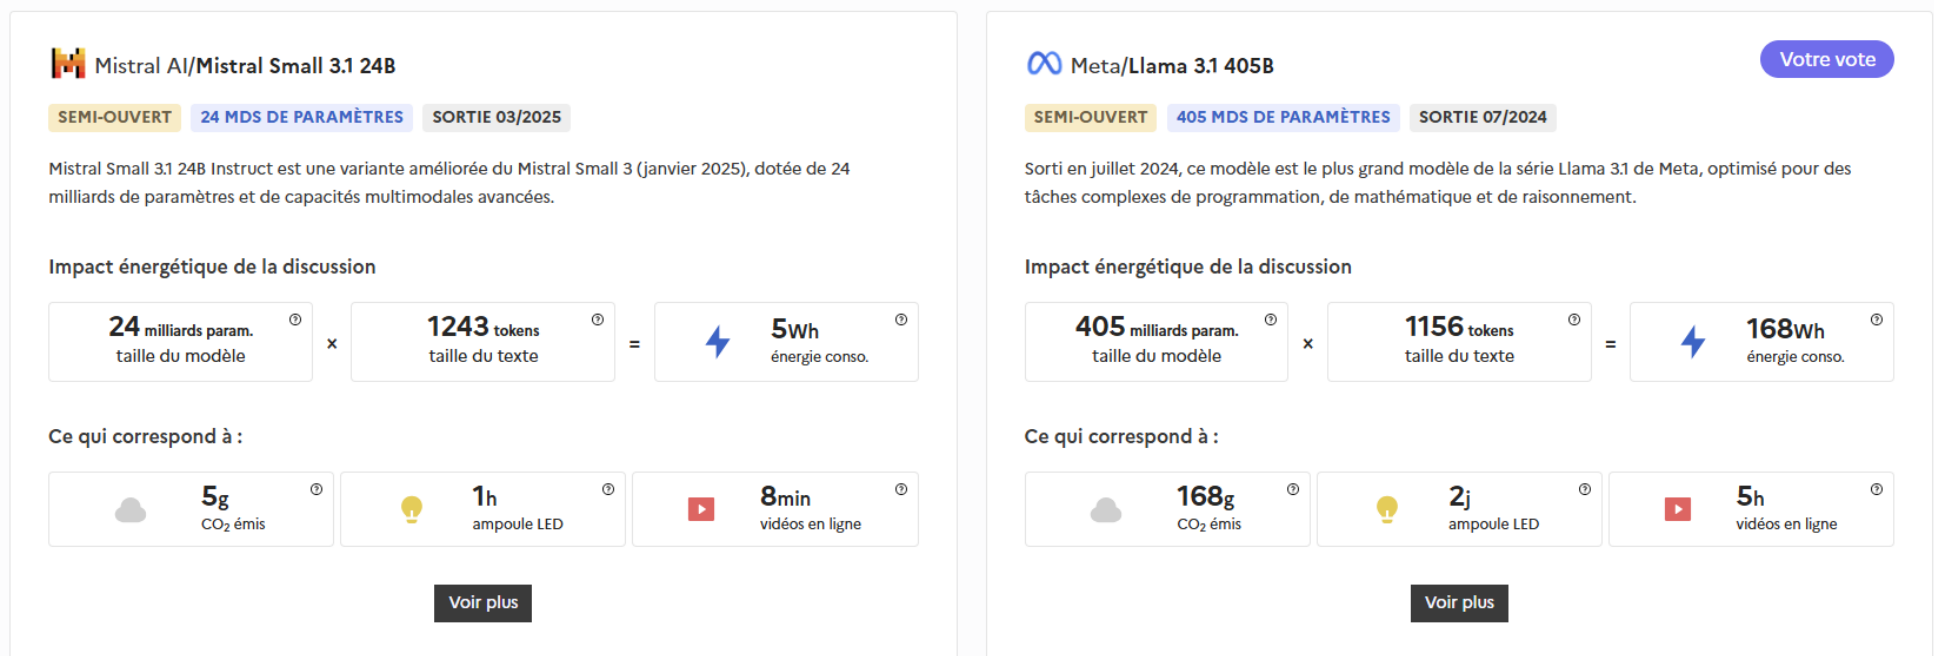 Mistral AI/Mistral Small 3.1 24B
SEMI-OUVERT 24 MDS DE PARAMÈTRES SORTIE 03/2025
Mistral Small 3.1 24B Instruct est une variante améliorée du Mistral Small 3 (janvier 2025), dotée de 24
milliards de paramètres et de capacités multimodales avancées.
Impact énergétique de la discussion
24 milliards param.
taille du modèle
×
1243 tokens
taille du texte
=
5Wh
énergie conso.
Ce qui correspond à :
5g
CO₂ émis
1h
ampoule LED
8min
vidéos en ligne
Voir plus
Meta/Llama 3.1 405B
Votre vote
SEMI-OUVERT 405 MDS DE PARAMÈTRES SORTIE 07/2024
Sorti en juillet 2024, ce modèle est le plus grand modèle de la série Llama 3.1 de Meta, optimisé pour des
tâches complexes de programmation, de mathématique et de raisonnement.
Impact énergétique de la discussion
405 milliards param.
taille du modèle
×
1156 tokens
taille du texte
=
168Wh
énergie conso.
Ce qui correspond à :
168g
CO₂ émis
2j
ampoule LED
5h
vidéos en ligne
Voir plus